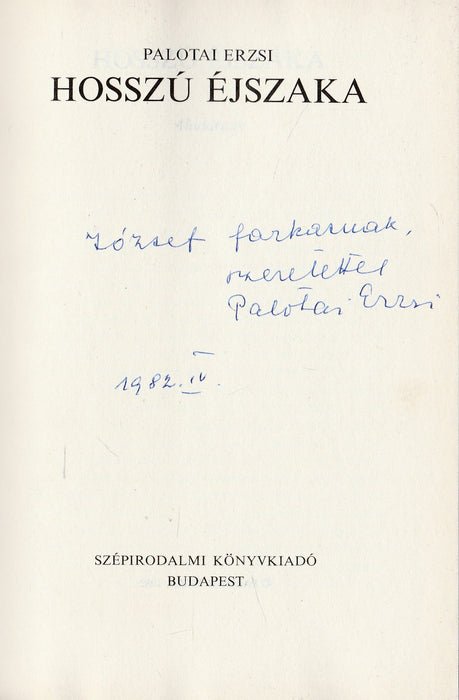 PALOTAI ERZSI
HOSSZÚ ÉJSZAKA
József farkasnak,
szeretettel
Palotai Erzsi
1982. IV.
SZÉPIRODALMI KÖNYVKIADÓ
BUDAPEST